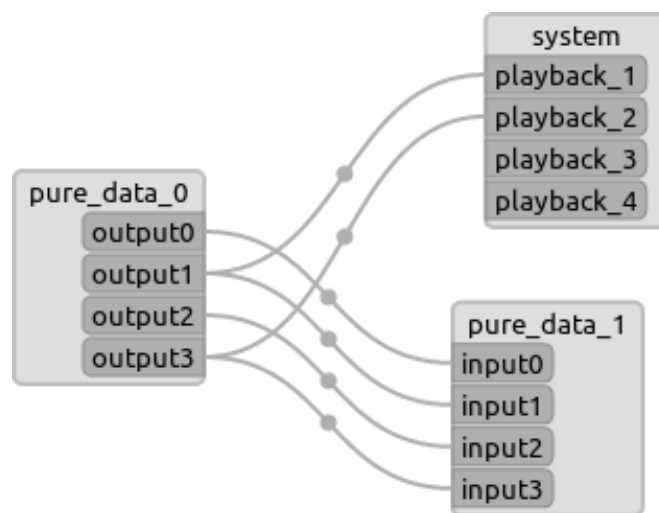 system
playback_1
playback_2
playback_3
playback_4
pure_data_0
output0
output1
output2
output3
pure_data_1
input0
input1
input2
input3